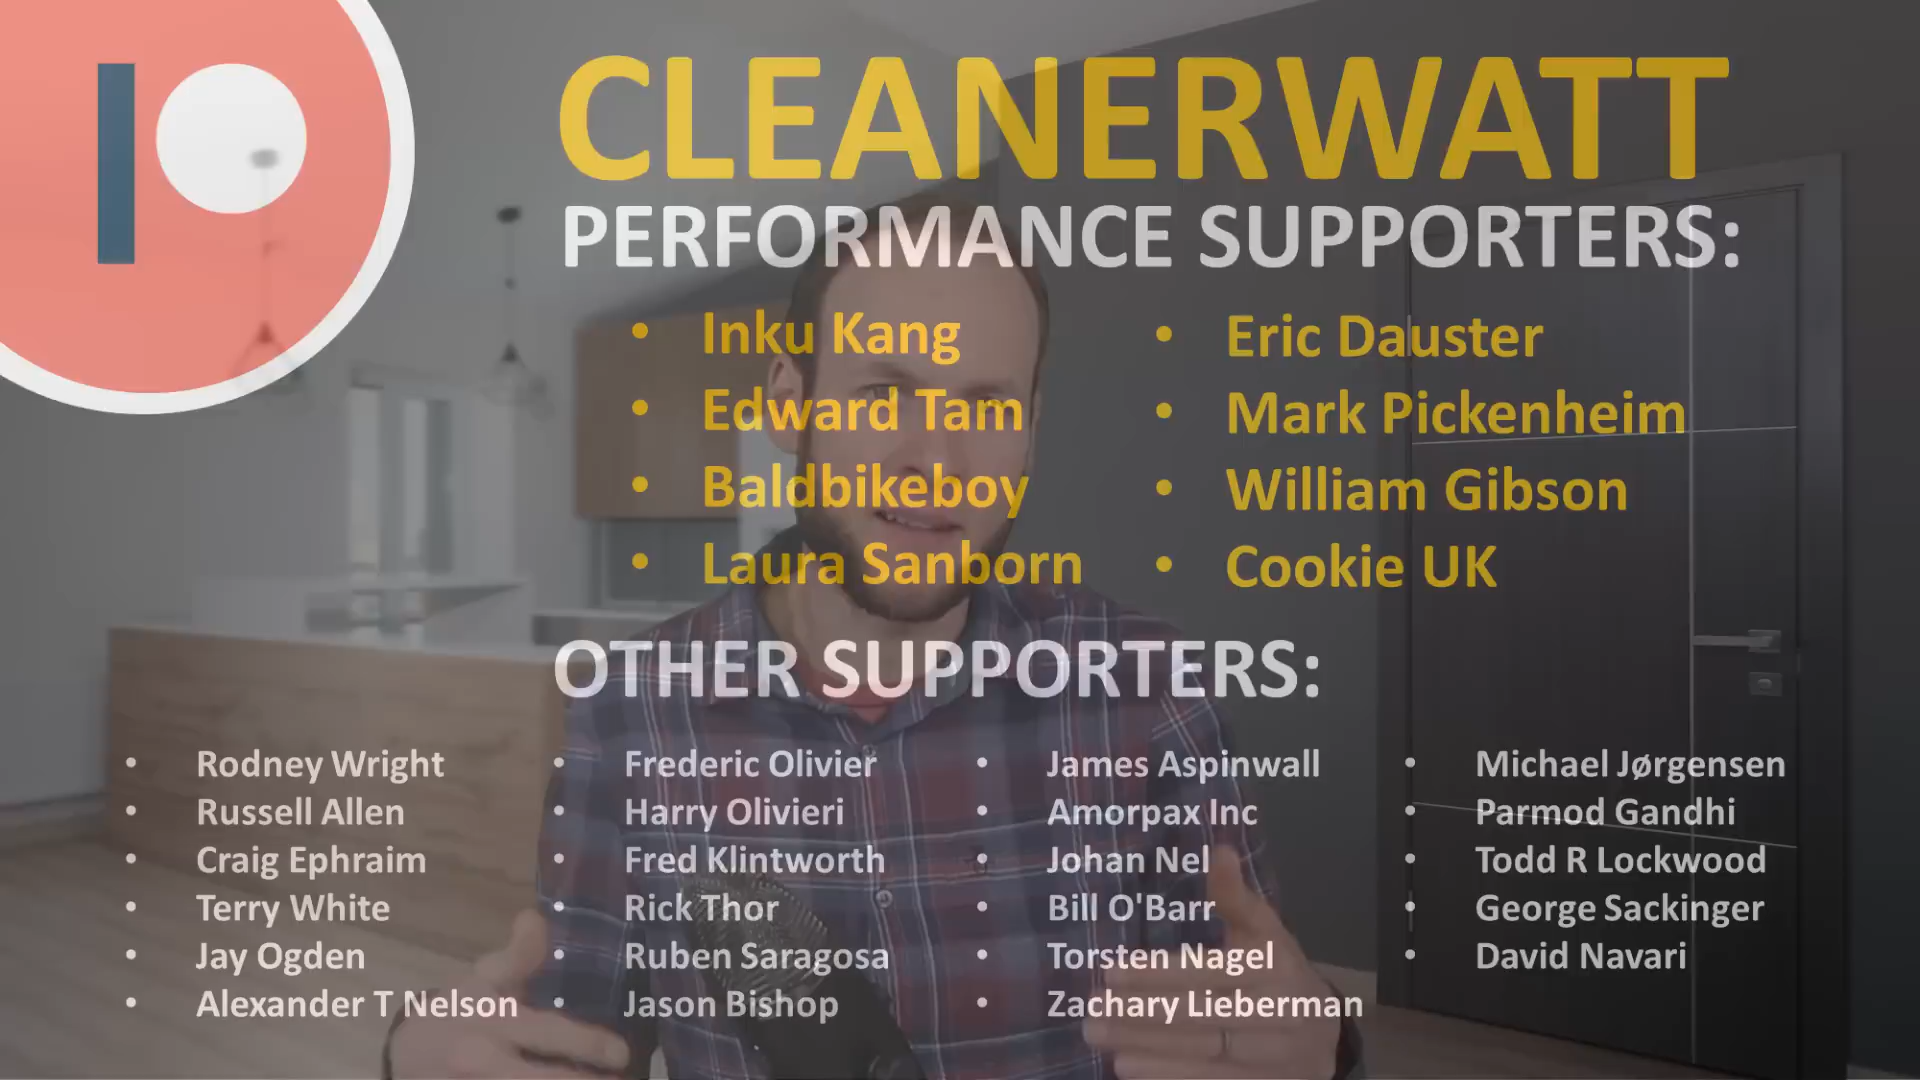 CLEANERWATT
PERFORMANCE SUPPORTERS:
• Inku Kang
• Edward Tam
• Baldbikeboy
• Laura Sanborn
• Eric Dauster
• Mark Pickenheim
• William Gibson
• Cookie UK
OTHER SUPPORTERS:
• Rodney Wright
• Russell Allen
• Craig Ephraim
• Terry White
• Jay Ogden
• Alexander T Nelson
• Frederic Olivier
• Harry Olivieri
• Fred Klintworth
• Rick Thor
• Ruben Saragosa
• Jason Bishop
• James Aspinwall
• Amorpax Inc
• Johan Nel
• Bill O'Barr
• Torsten Nagel
• Zachary Lieberman
• Michael Jørgensen
• Parmod Gandhi
• Todd R Lockwood
• George Sackinger
• David Navari